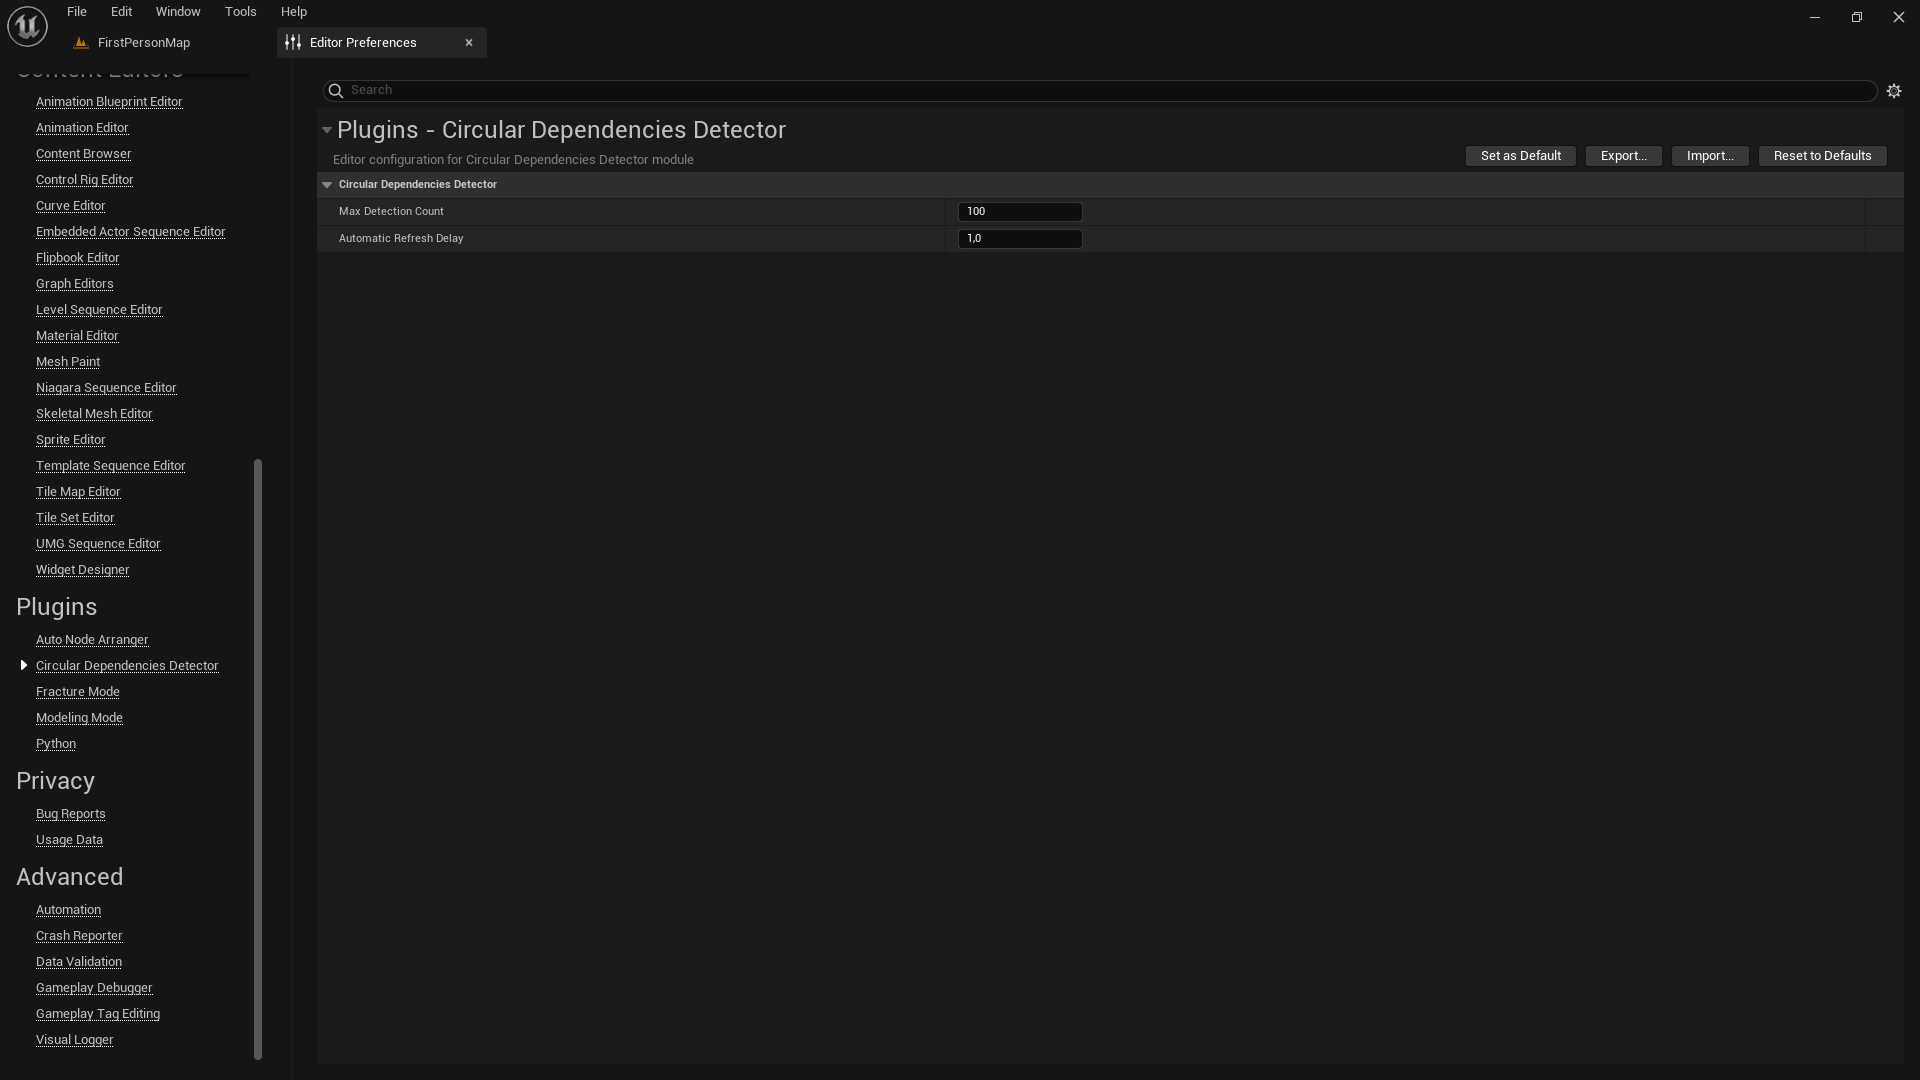 File Edit Window Tools Help
FirstPersonMap
Editor Preferences
Content Editors
Animation Blueprint Editor
Animation Editor
Content Browser
Control Rig Editor
Curve Editor
Embedded Actor Sequence Editor
Flipbook Editor
Graph Editors
Level Sequence Editor
Material Editor
Mesh Paint
Niagara Sequence Editor
Skeletal Mesh Editor
Sprite Editor
Template Sequence Editor
Tile Map Editor
Tile Set Editor
UMG Sequence Editor
Widget Designer
Plugins
Auto Node Arranger
Circular Dependencies Detector
Fracture Mode
Modeling Mode
Python
Privacy
Bug Reports
Usage Data
Advanced
Automation
Crash Reporter
Data Validation
Gameplay Debugger
Gameplay Tag Editing
Visual Logger
Search
Plugins - Circular Dependencies Detector
Editor configuration for Circular Dependencies Detector module
Set as Default
Export...
Import...
Reset to Defaults
Circular Dependencies Detector
Max Detection Count 100
Automatic Refresh Delay 1,0